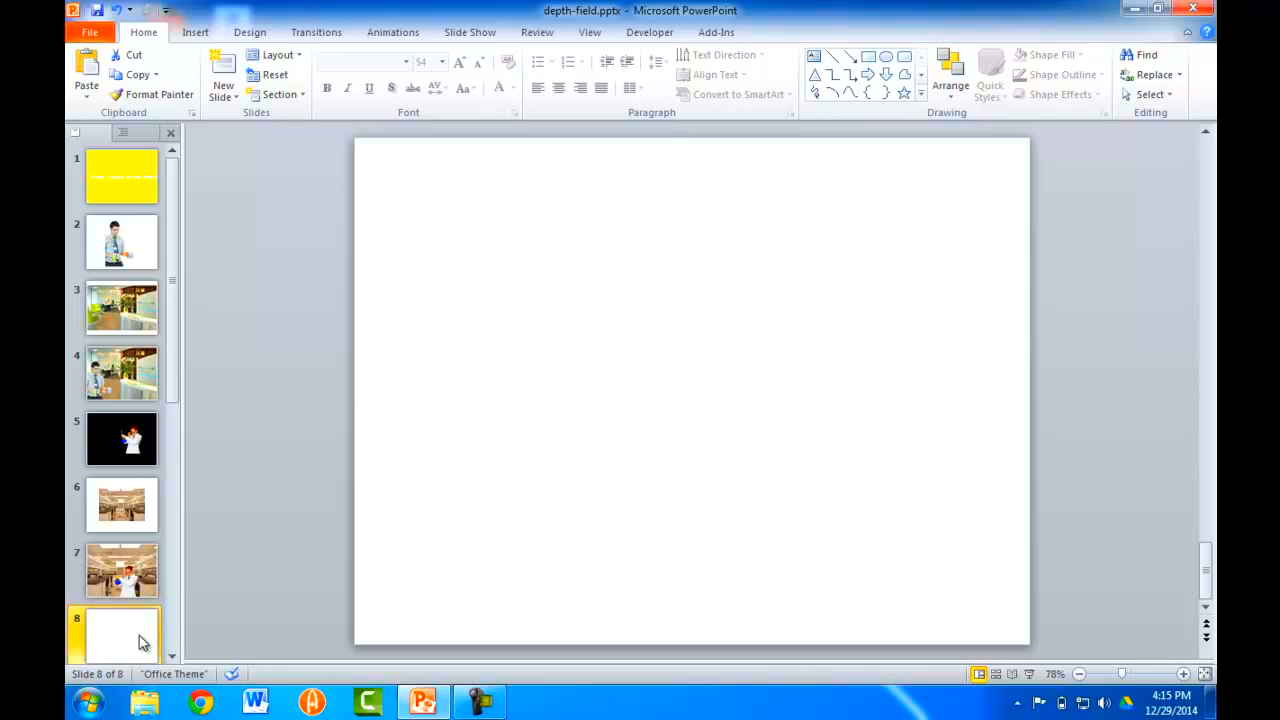 depth-field.pptx - Microsoft PowerPoint
File Home Insert Design Transitions Animations Slide Show Review View Developer Add-Ins
Paste
Cut
Copy
Format Painter
Clipboard
New
Slide
Layout
Reset
Section
Slides
54
B I U S abc AV Aa A
Font
Text Direction
Align Text
Convert to SmartArt
Paragraph
Arrange
Quick
Styles
Shape Fill
Shape Outline
Shape Effects
Drawing
Find
Replace
Select
Editing
1
2
3
4
5
6
7
8
Slide 8 of 8
"Office Theme"
78%
4:15 PM
12/29/2014